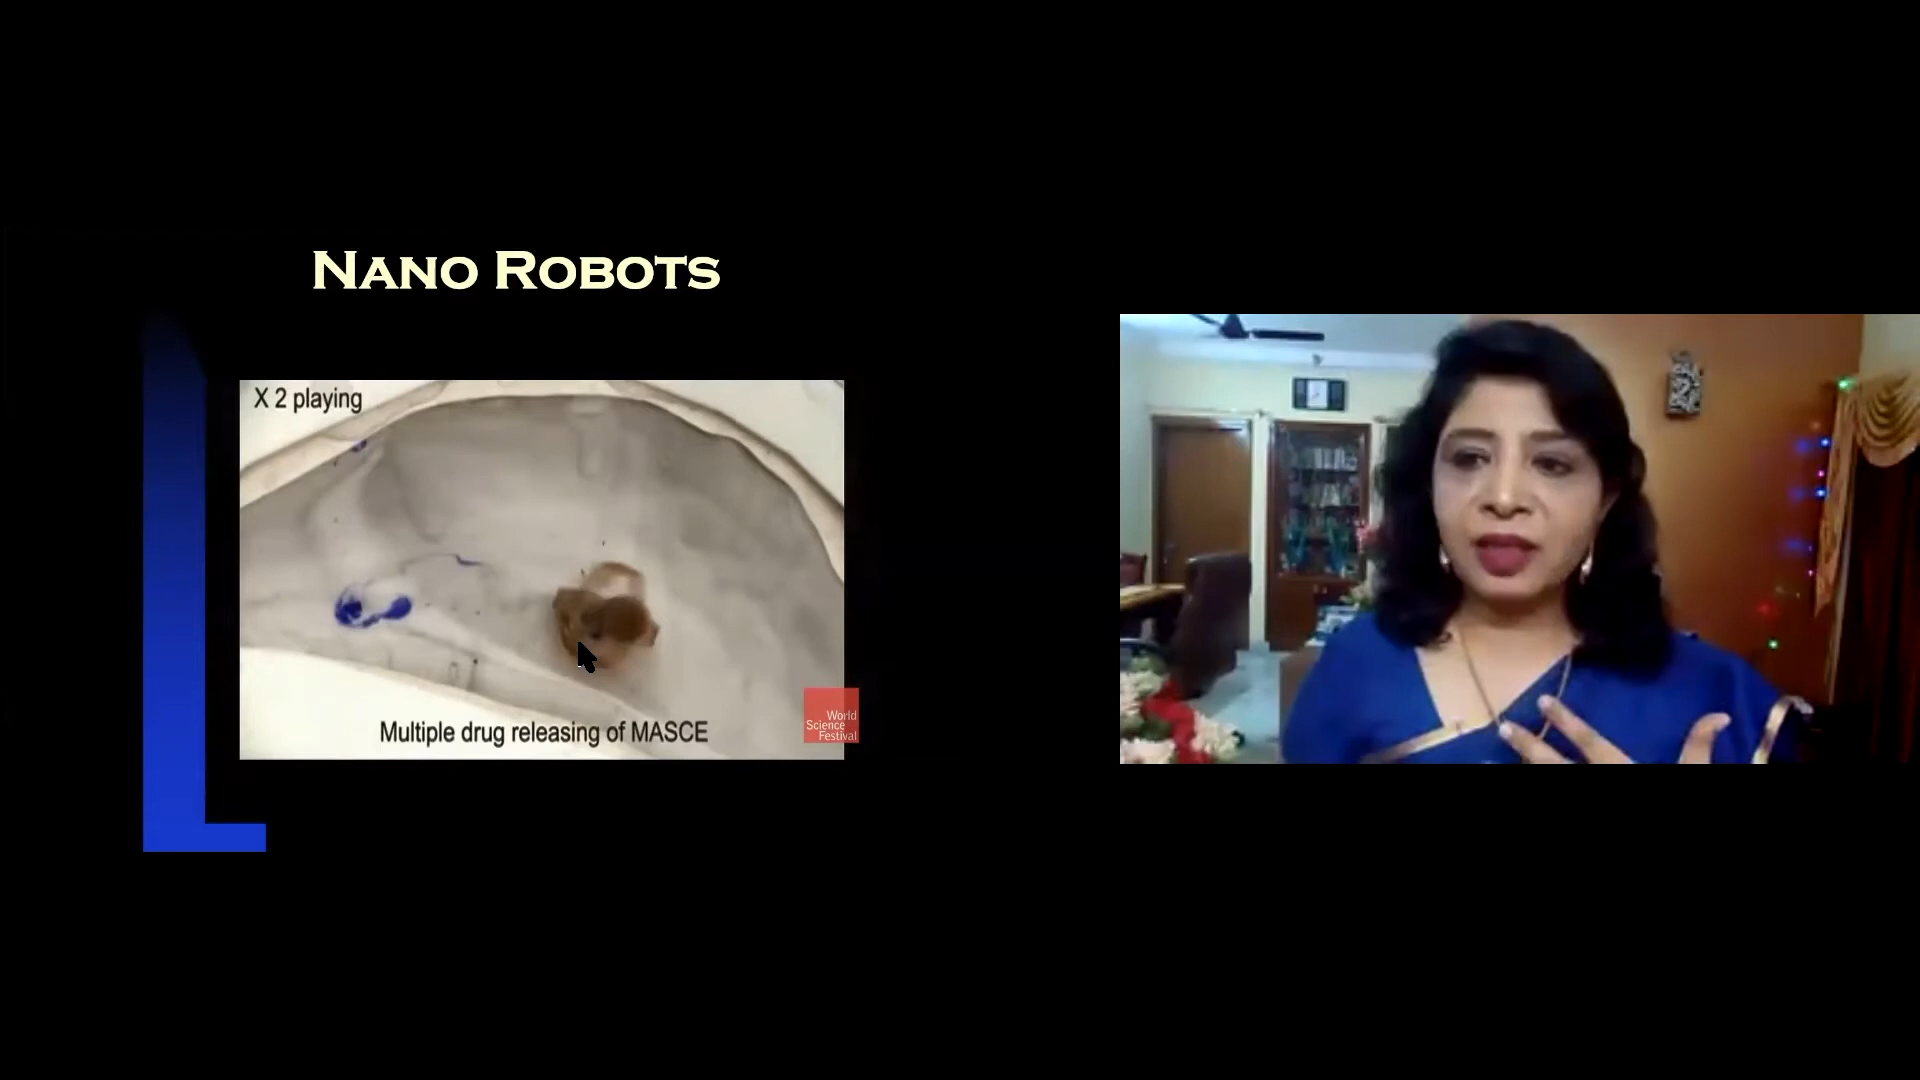 Nano Robots
X 2 playing
Multiple drug releasing of MASCE
World
Science
Festival